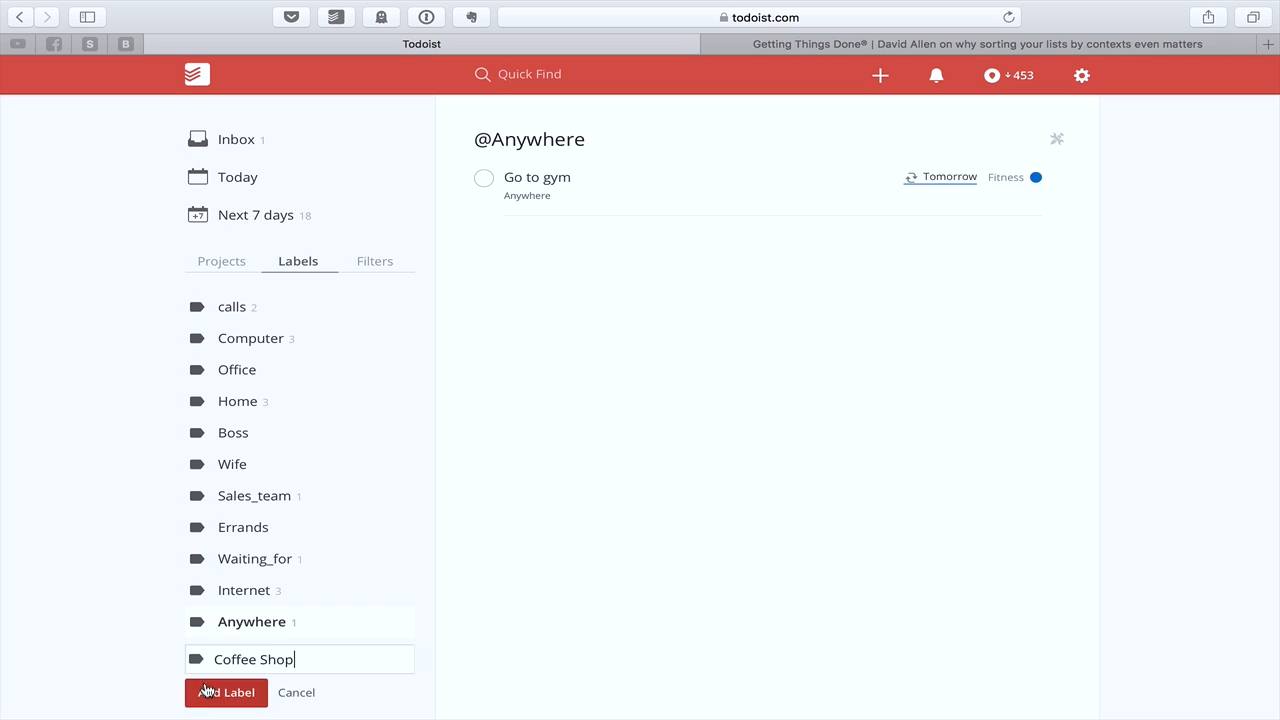 todoist.com
S
B
Todoist
Getting Things Done® | David Allen on why sorting your lists by contexts even matters
Quick Find
453
Inbox 1
Today
+7
Next 7 days 18
Projects
Labels
Filters
calls 2
Computer 3
Office
Home 3
Boss
Wife
Sales_team 1
Errands
Waiting_for 1
Internet 3
Anywhere 1
Coffee Shop
Add Label
Cancel
@Anywhere
Go to gym
Anywhere
Tomorrow
Fitness